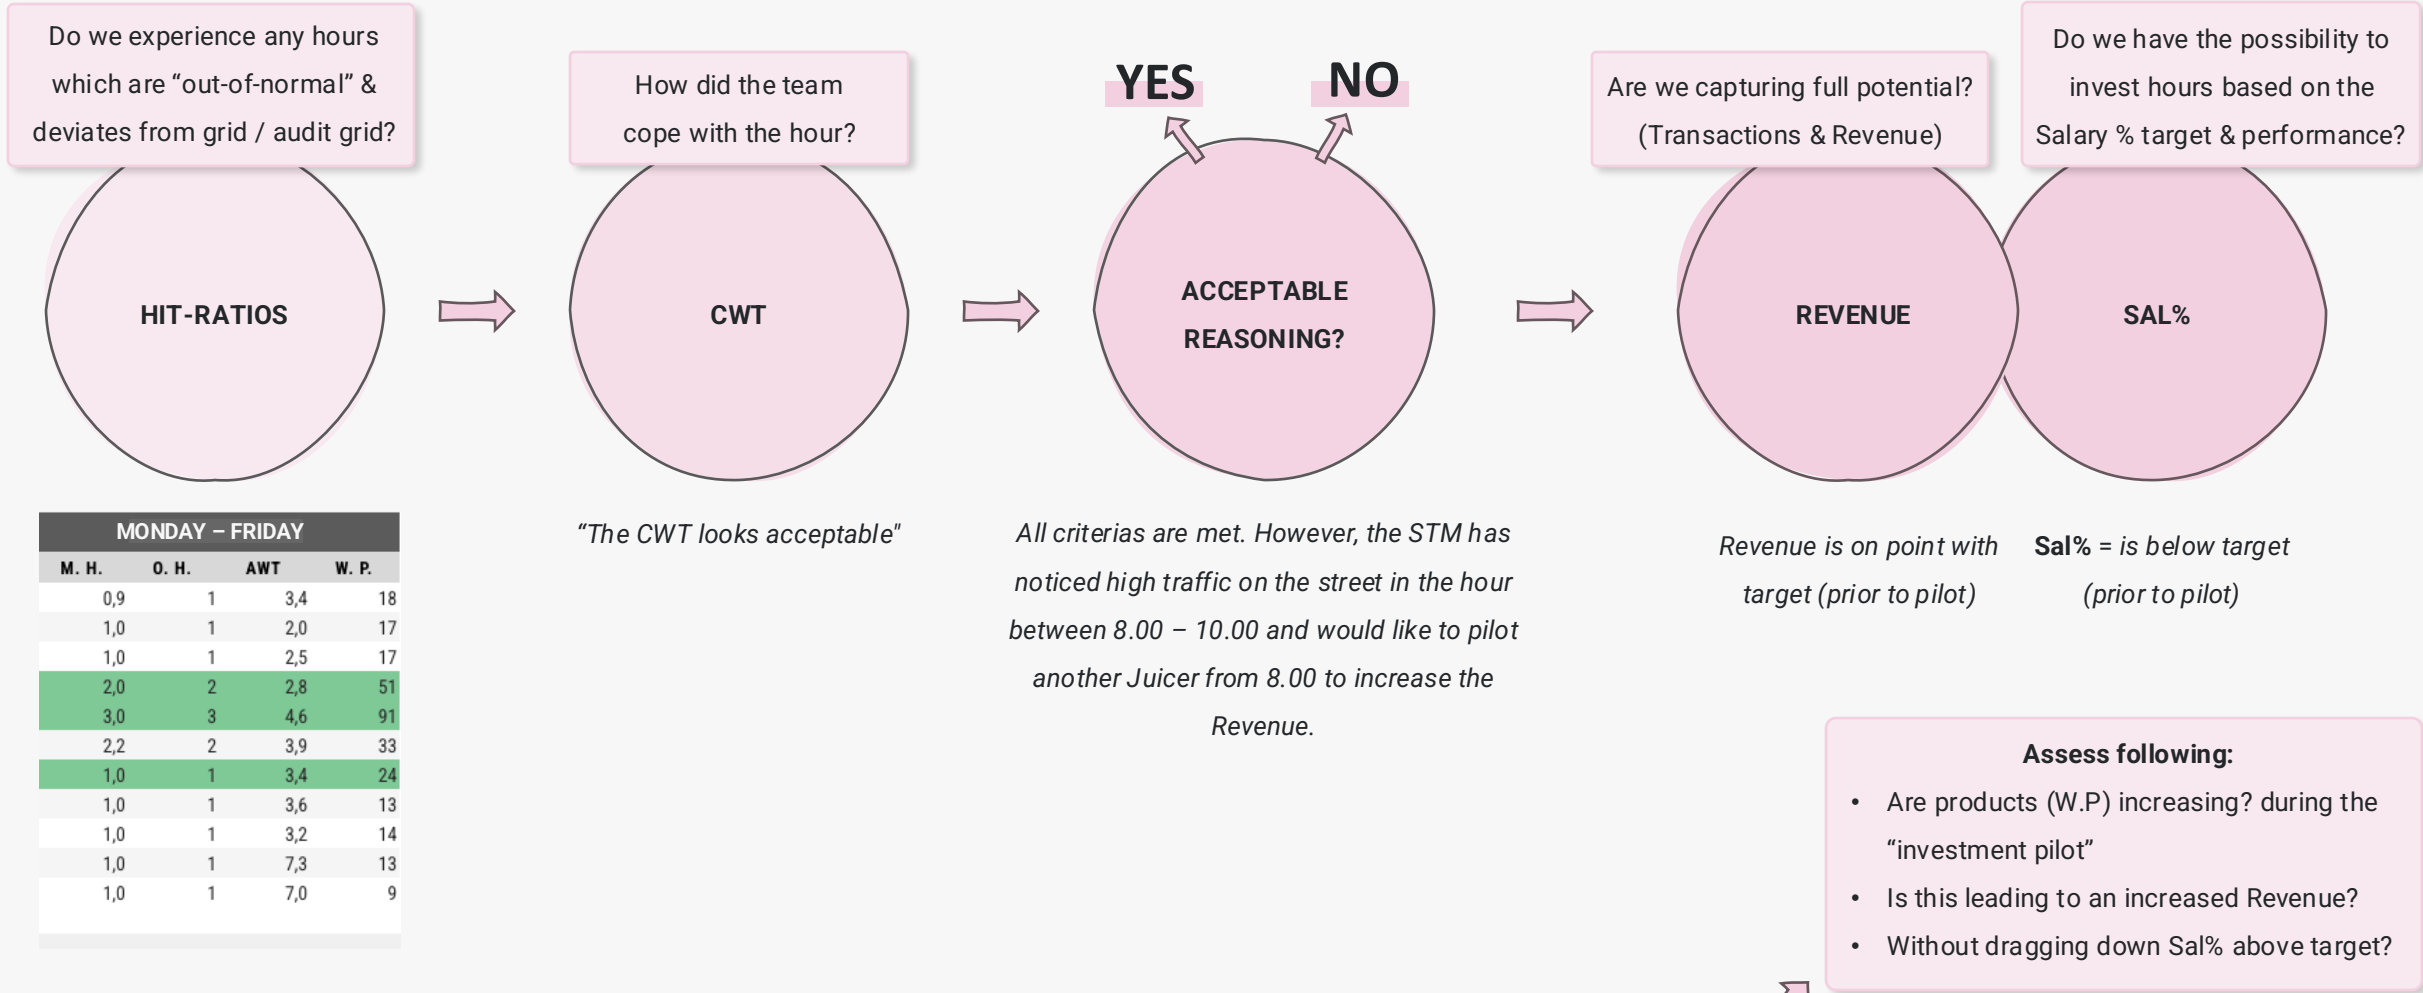 Do we experience any hours
which are “out-of-normal” &
deviates from grid / audit grid?
HIT-RATIOS
MONDAY – FRIDAY
M. H. O. H. AWT W. P.
0,9 1 3,4 18
1,0 1 2,0 17
1,0 1 2,5 17
2,0 2 2,8 51
3,0 3 4,6 91
2,2 2 3,9 33
1,0 1 3,4 24
1,0 1 3,6 13
1,0 1 3,2 14
1,0 1 7,3 13
1,0 1 7,0 9
How did the team
cope with the hour?
CWT
“The CWT looks acceptable"
YES
NO
ACCEPTABLE
REASONING?
All criterias are met. However, the STM has
noticed high traffic on the street in the hour
between 8.00 – 10.00 and would like to pilot
another Juicer from 8.00 to increase the
Revenue.
Are we capturing full potential?
(Transactions & Revenue)
REVENUE
Revenue is on point with
target (prior to pilot)
Do we have the possibility to
invest hours based on the
Salary % target & performance?
SAL%
Sal% = is below target
(prior to pilot)
Assess following:
• Are products (W.P) increasing? during the
“investment pilot”
• Is this leading to an increased Revenue?
• Without dragging down Sal% above target?